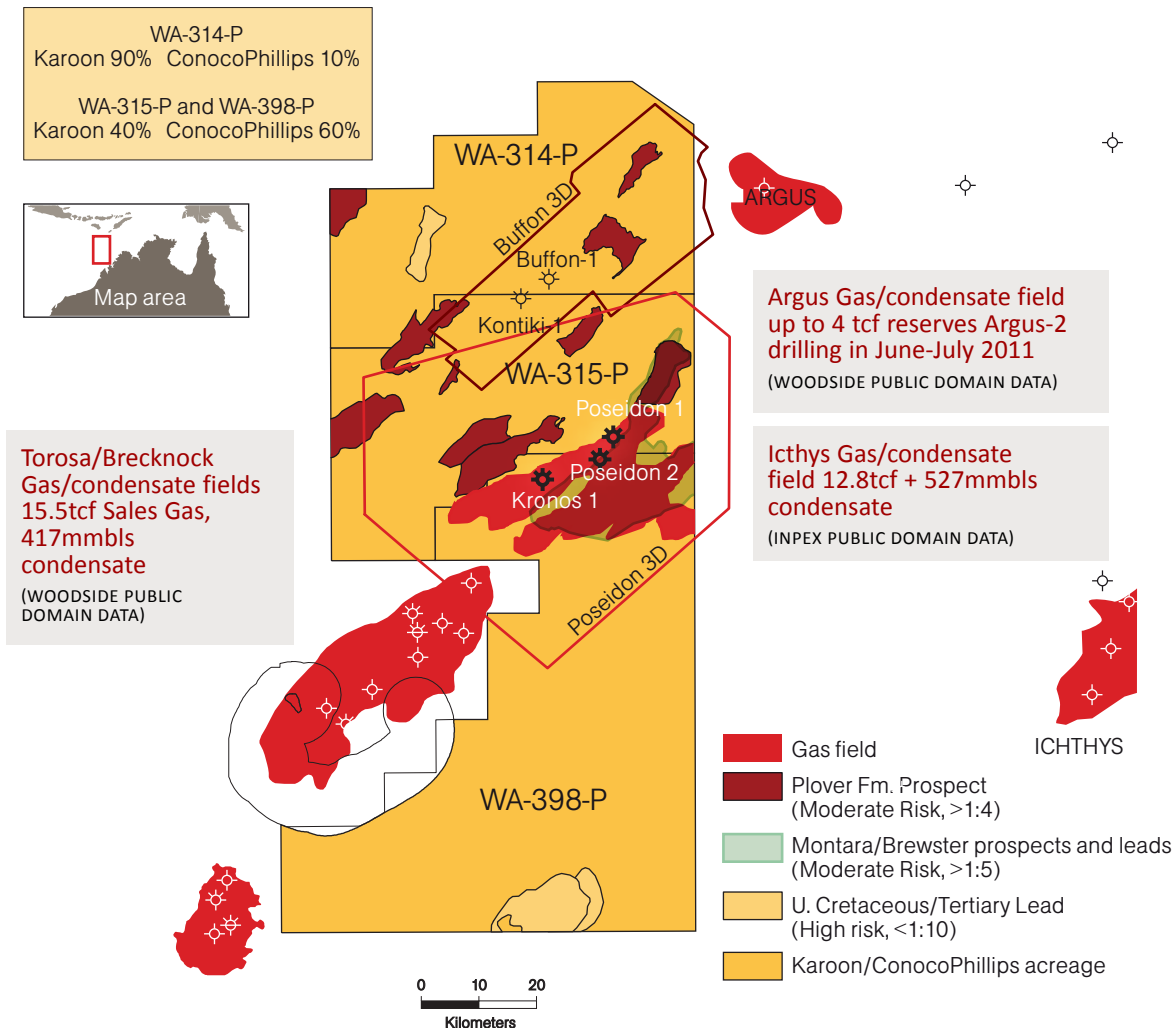 WA-314-P
Karoon 90% ConocoPhillips 10%
WA-315-P and WA-398-P
Karoon 40% ConocoPhillips 60%
Map area
WA-314-P
Buffon 3D
Buffon-1
Kontiki-1
WA-315-P
Poseidon 1
Poseidon 2
Kronos 1
Poseidon 3D
WA-398-P
ARGUS
Argus Gas/condensate field
up to 4 tcf reserves Argus-2
drilling in June-July 2011
(WOODSIDE PUBLIC DOMAIN DATA)
Icthys Gas/condensate
field 12.8tcf + 527mmbls
condensate
(INPEX PUBLIC DOMAIN DATA)
Torosa/Brecknock
Gas/condensate fields
15.5tcf Sales Gas,
417mmbls
condensate
(WOODSIDE PUBLIC
DOMAIN DATA)
ICHTHYS
Gas field
Plover Fm. Prospect
(Moderate Risk, >1:4)
Montara/Brewster prospects and leads
(Moderate Risk, >1:5)
U. Cretaceous/Tertiary Lead
(High risk, <1:10)
Karoon/ConocoPhillips acreage
0 10 20
Kilometers